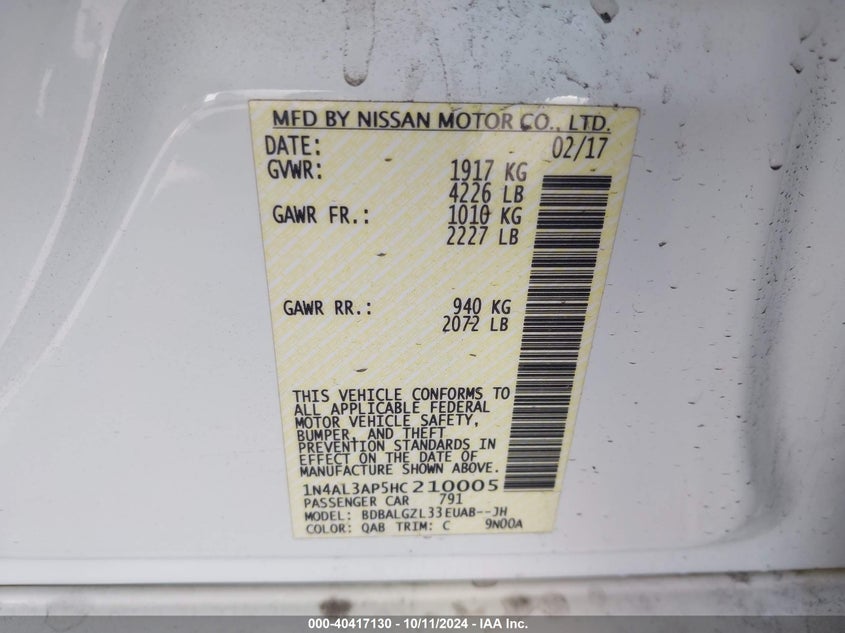 MFD BY NISSAN MOTOR CO., LTD.
DATE: 02/17
GVWR: 1917 KG
4226 LB
GAWR FR.: 1010 KG
2227 LB
GAWR RR.: 940 KG
2072 LB
THIS VEHICLE CONFORMS TO
ALL APPLICABLE FEDERAL
MOTOR VEHICLE SAFETY,
BUMPER, AND THEFT
PREVENTION STANDARDS IN
EFFECT ON THE DATE OF
MANUFACTURE SHOWN ABOVE.
1N4AL3AP5HC210005
PASSENGER CAR 791
MODEL: BDBALGZL33EUAB--JH
COLOR: QAB TRIM: C 9N00A
000-40417130 - 10/11/2024 - IAA Inc.